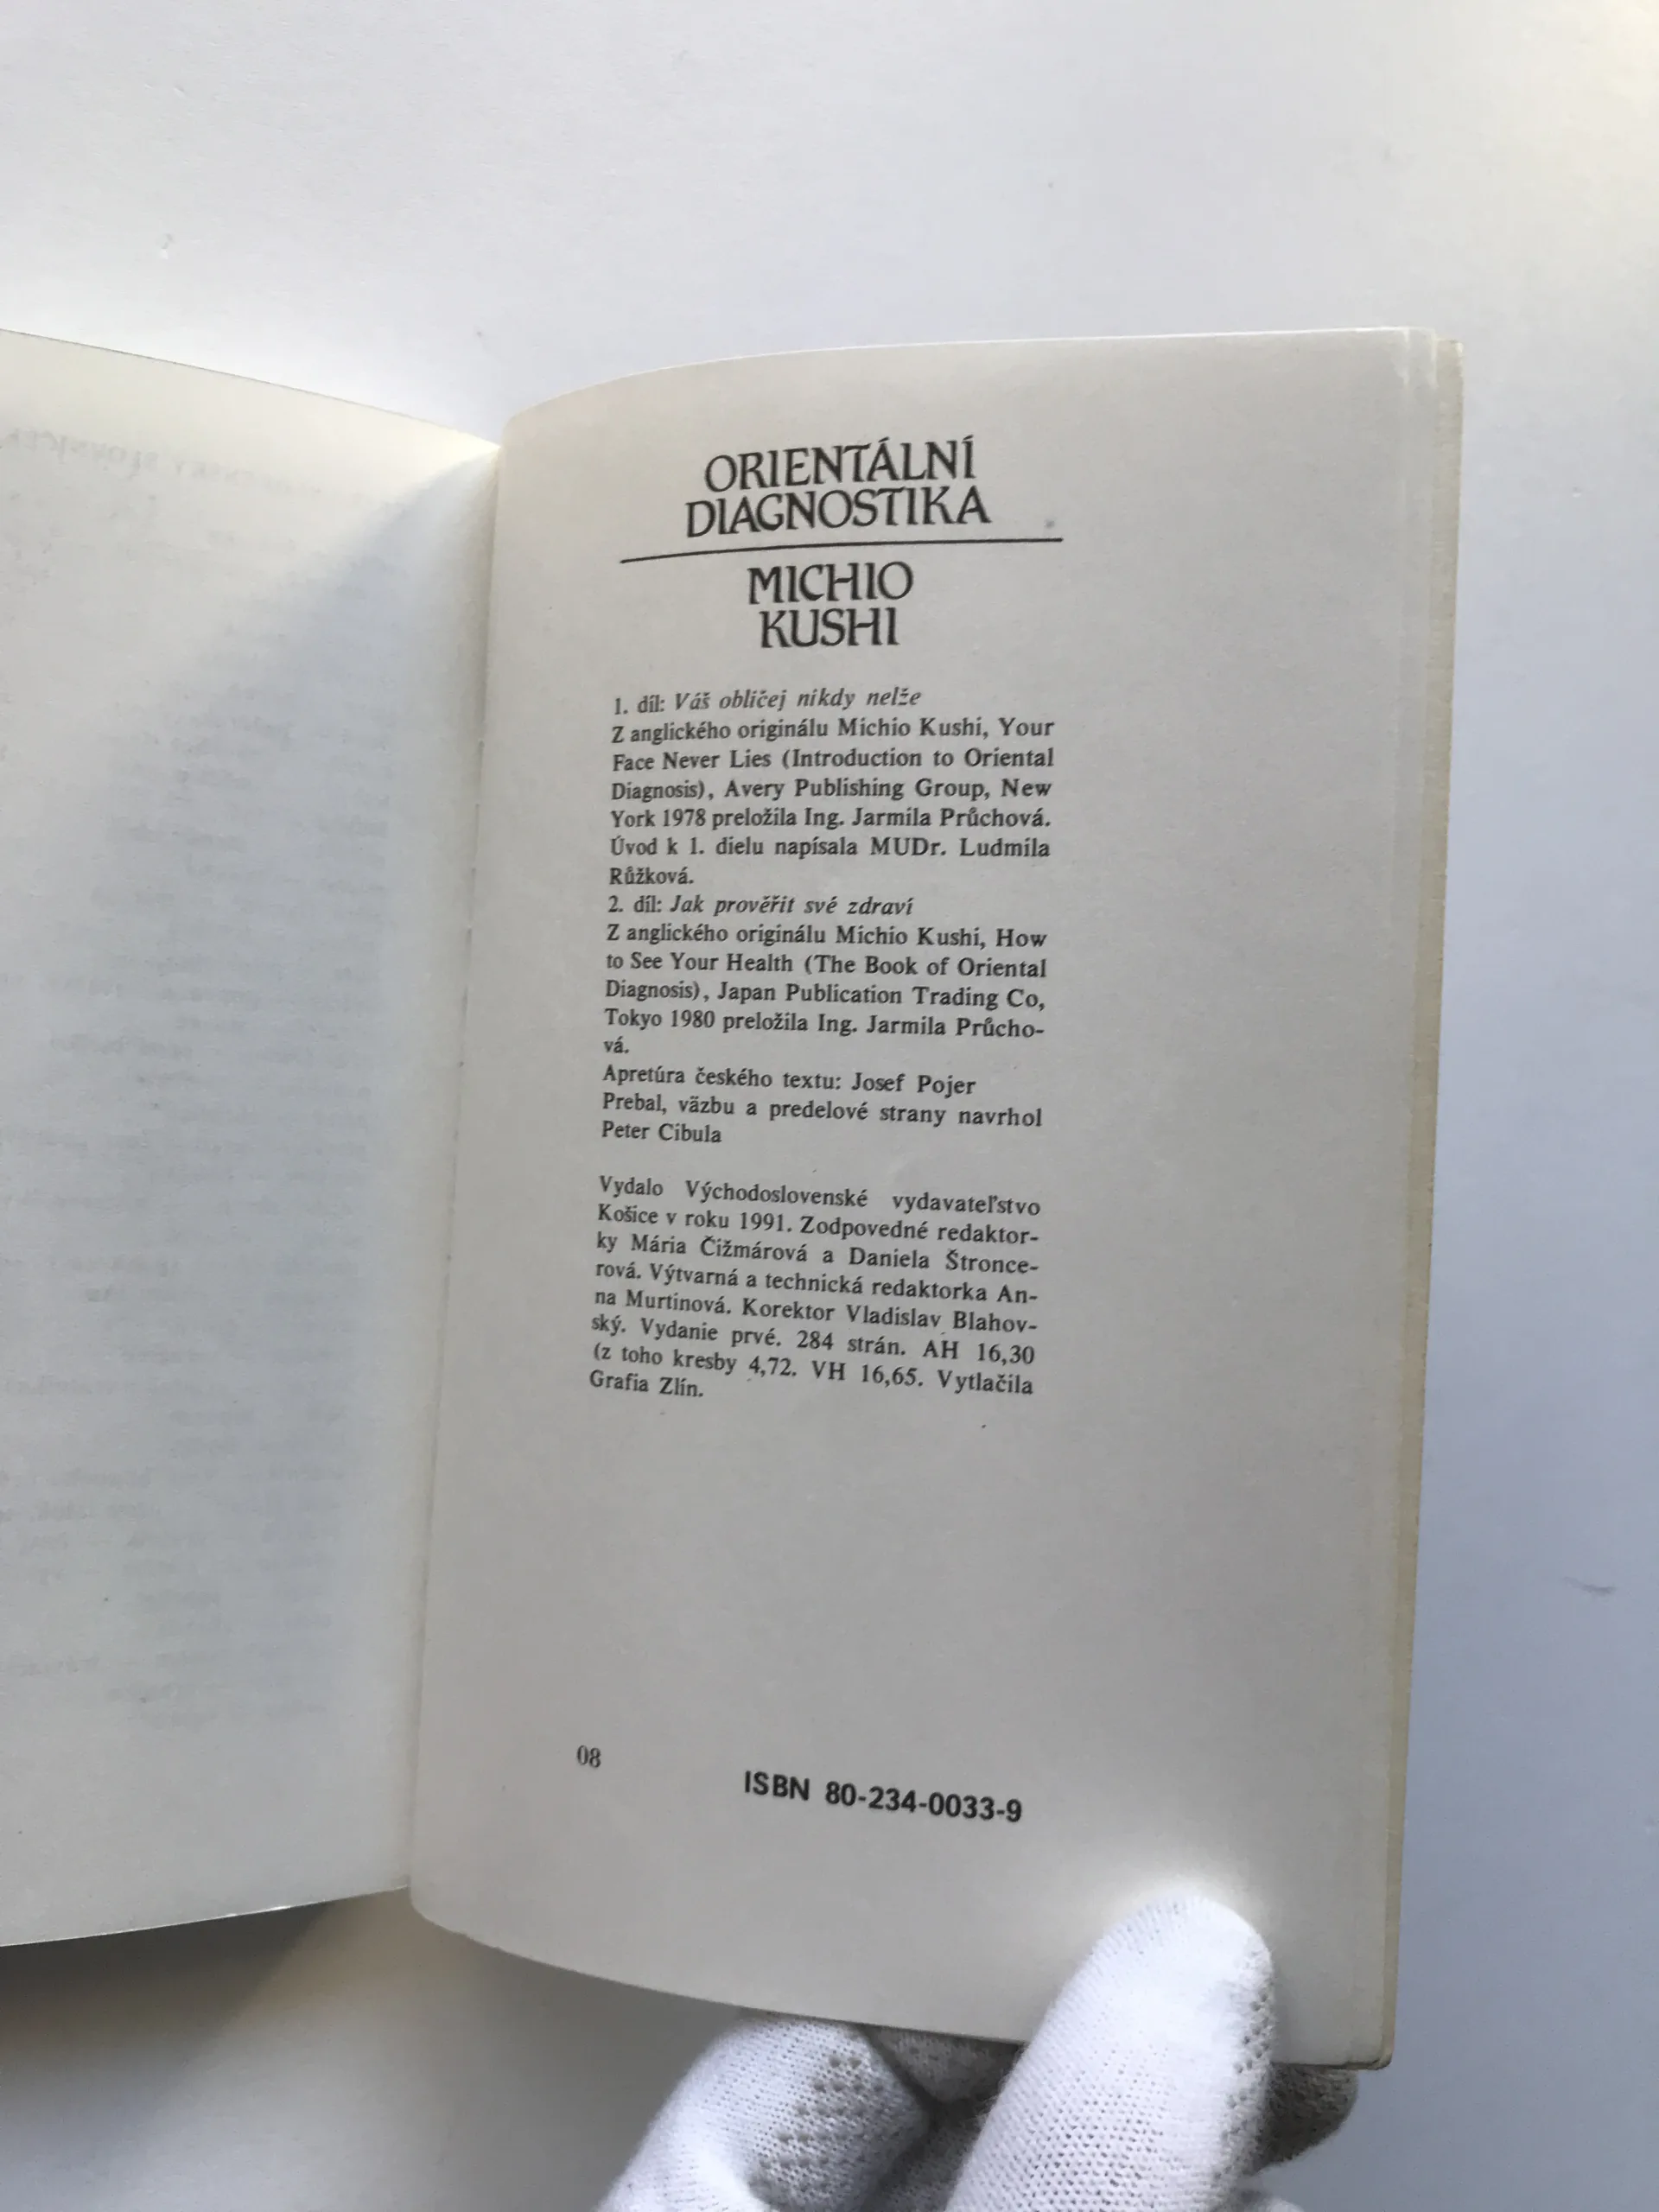 ORIENTÁLNÍ
DIAGNOSTIKA
MICHIO
KUSHI
1. díl: Váš obličej nikdy nelže
Z anglického originálu Michio Kushi, Your
Face Never Lies (Introduction to Oriental
Diagnosis), Avery Publishing Group, New
York 1978 preložila Ing. Jarmila Průchová.
Úvod k 1. dielu napísala MUDr. Ludmila
Růžková.
2. díl: Jak prověřit své zdraví
Z anglického originálu Michio Kushi, How
to See Your Health (The Book of Oriental
Diagnosis), Japan Publication Trading Co,
Tokyo 1980 preložila Ing. Jarmila Průcho-
vá.
Apretúra českého textu: Josef Pojer
Prebal, väzbu a predelové strany navrhol
Peter Cibula
Vydalo Východoslovenské vydavateľstvo
Košice v roku 1991. Zodpovedné redaktor-
ky Mária Čižmárová a Daniela Štronce-
rová. Výtvarná a technická redaktorka An-
na Murtinová. Korektor Vladislav Blahov-
ský. Vydanie prvé. 284 strán. AH 16,30
(z toho kresby 4,72. VH 16,65. Vytlačila
Grafia Zlín.
08
ISBN 80-234-0033-9